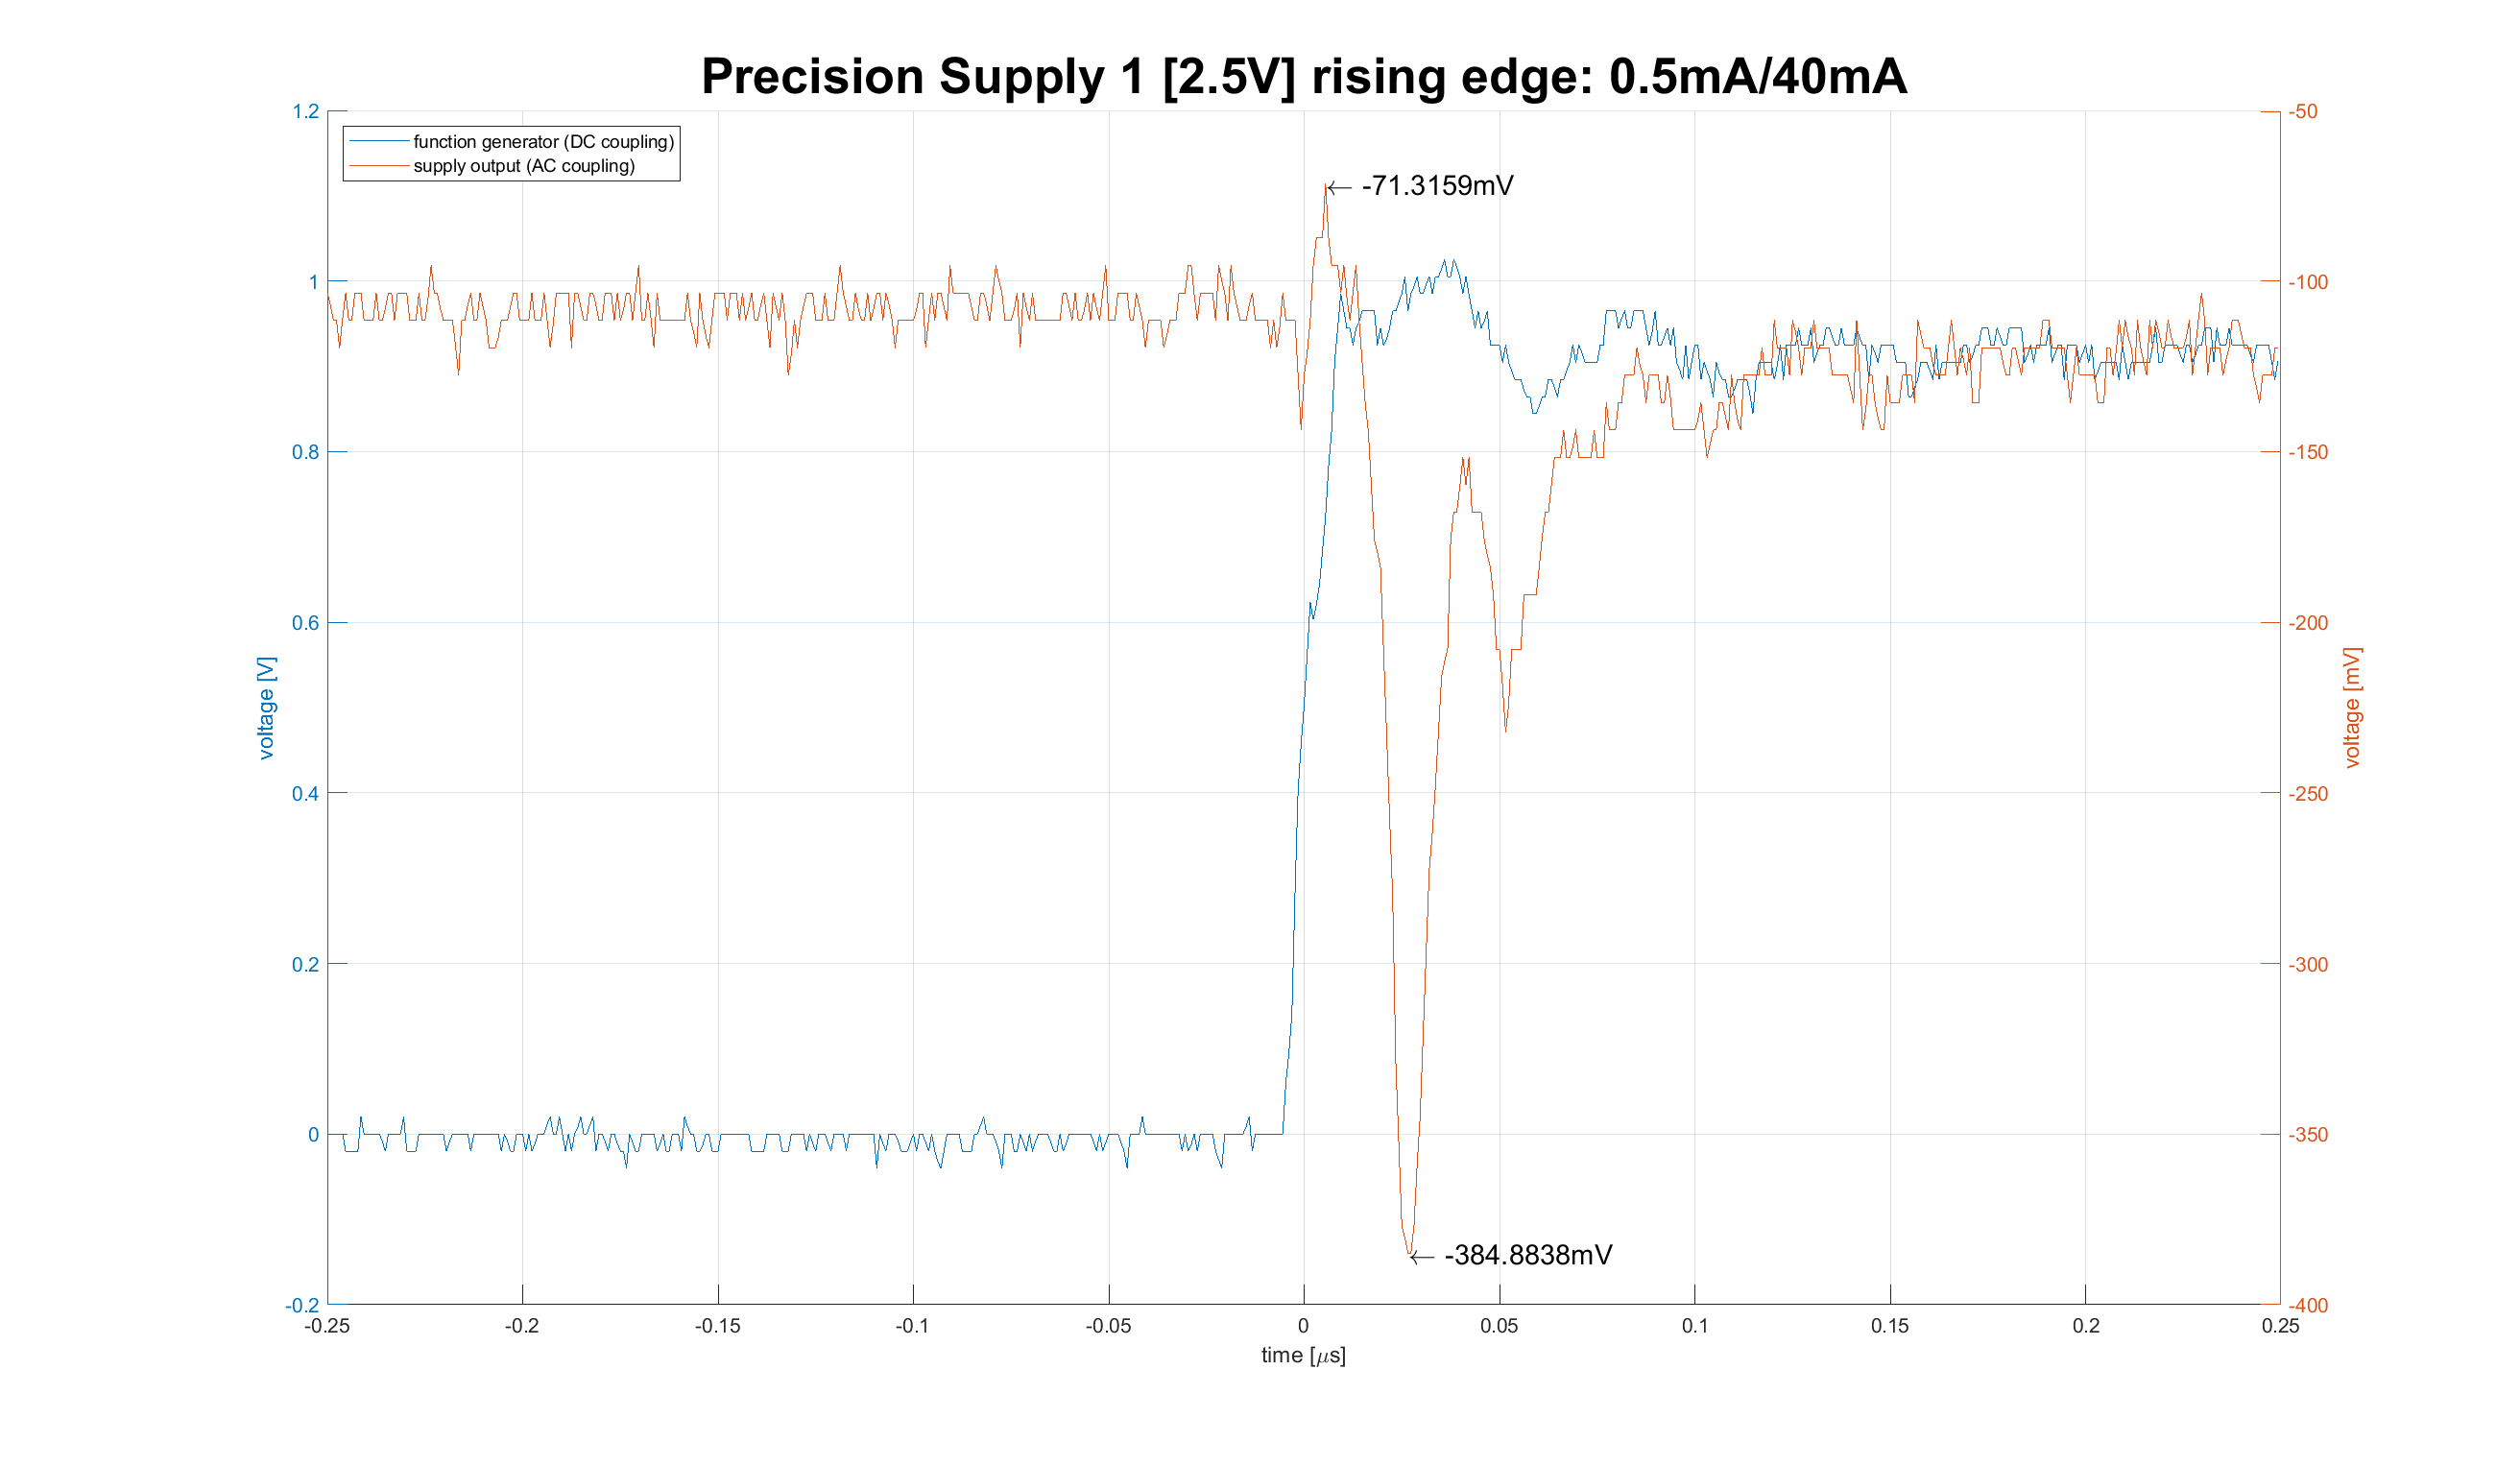 Precision Supply 1 [2.5V] rising edge: 0.5mA/40mA
function generator (DC coupling)
supply output (AC coupling)
1.2
1
0.8
0.6
0.4
0.2
0
-0.2
voltage [V]
-71.3159mV
-384.8838mV
-50
-100
-150
-200
-250
-300
-350
-400
voltage [mV]
-0.25 -0.2 -0.15 -0.1 -0.05 0 0.05 0.1 0.15 0.2 0.25
time [μs]